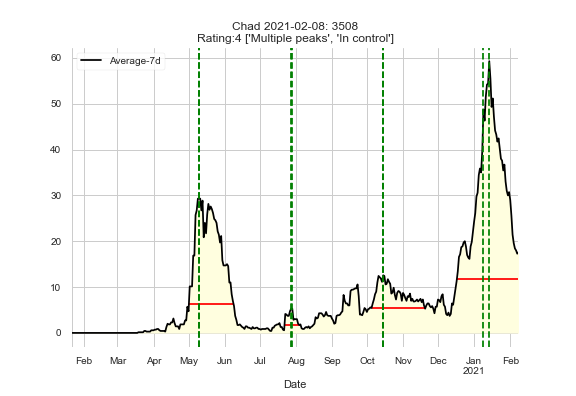 Chad 2021-02-08: 3508
Rating:4 ['Multiple peaks', 'In control']
Average-7d
60
50
40
30
20
10
0
Feb Mar Apr May Jun Jul Aug Sep Oct Nov Dec Jan Feb
2021
Date